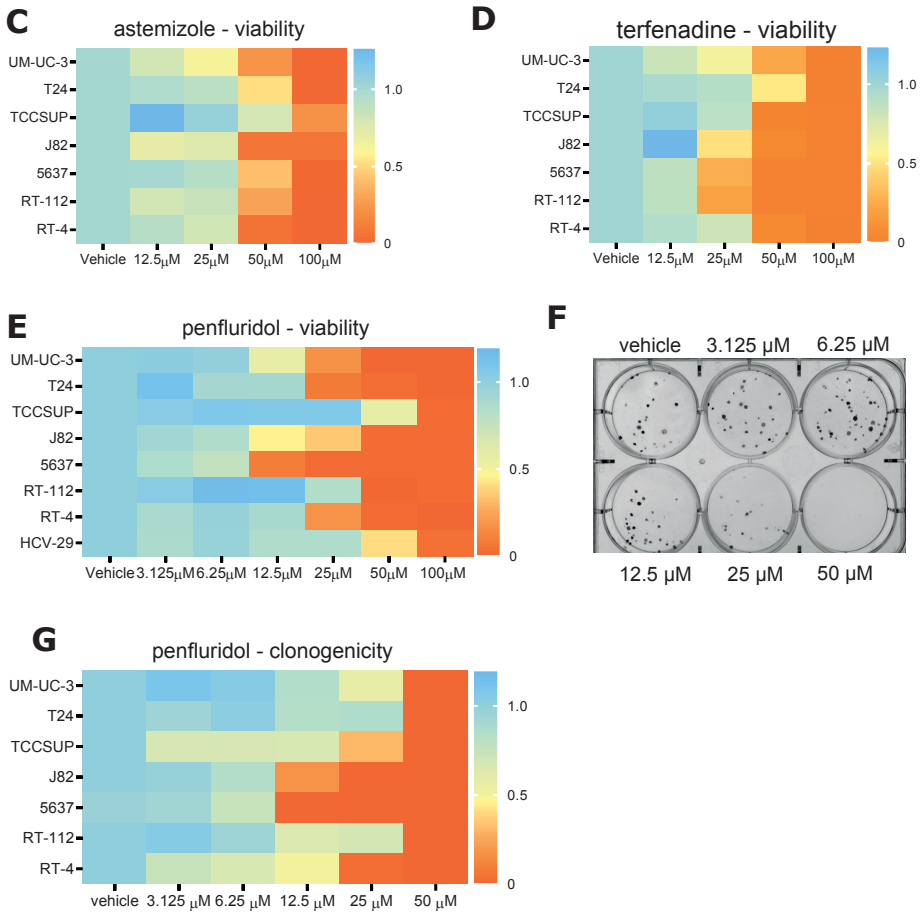 C
astemizole - viability
UM-UC-3
T24
TCCSUP
J82
5637
RT-112
RT-4
Vehicle 12.5μM 25μM 50μM 100μM
1.0
0.5
0
D
terfenadine - viability
UM-UC-3
T24
TCCSUP
J82
5637
RT-112
RT-4
Vehicle 12.5μM 25μM 50μM 100μM
1.0
0.5
0
E
penfluridol - viability
UM-UC-3
T24
TCCSUP
J82
5637
RT-112
RT-4
HCV-29
Vehicle 3.125μM 6.25μM 12.5μM 25μM 50μM 100μM
1.0
0.5
0
F
vehicle 3.125 μM 6.25 μM
12.5 μM 25 μM 50 μM
G
penfluridol - clonogenicity
UM-UC-3
T24
TCCSUP
J82
5637
RT-112
RT-4
vehicle 3.125 μM 6.25 μM 12.5 μM 25 μM 50 μM
1.0
0.5
0